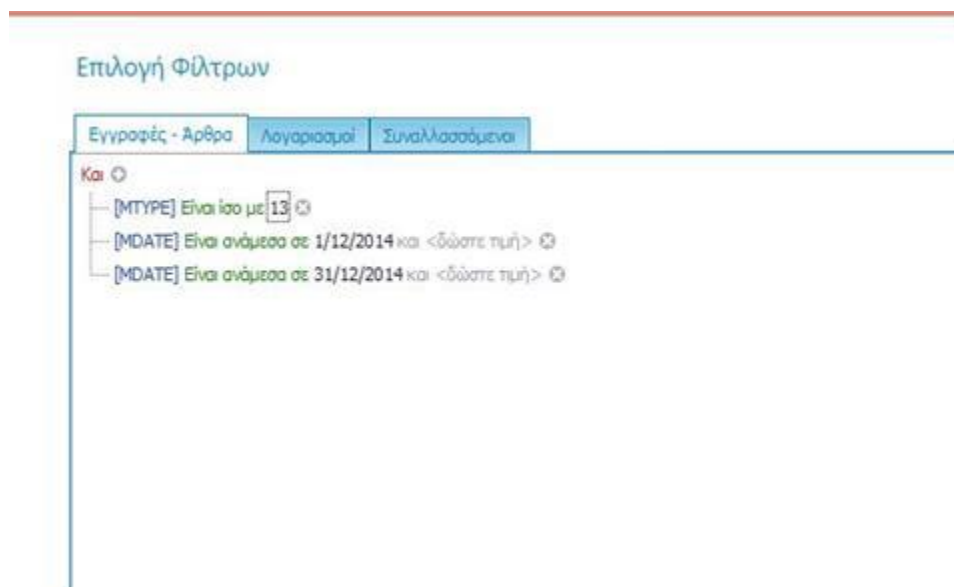 Επιλογή Φίλτρων
Εγγραφές - Άρθρα Λογαριασμοί Συναλλασσόμενοι
Και
[MTYPE] Είναι ίσο με 13
[MDATE] Είναι ανάμεσα σε 1/12/2014 και <δώστε τιμή>
[MDATE] Είναι ανάμεσα σε 31/12/2014 και <δώστε τιμή>